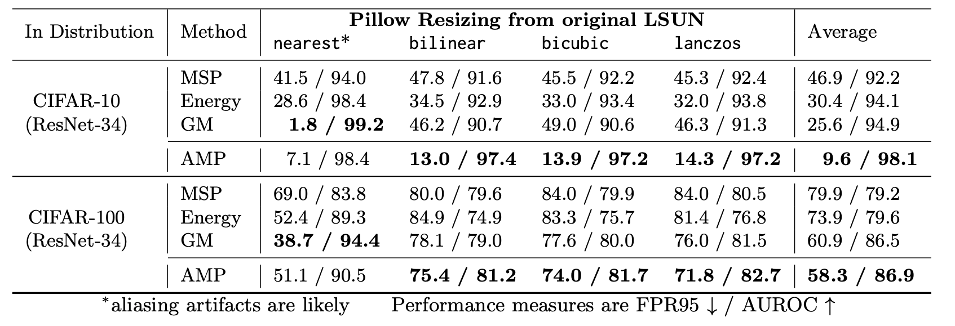 Pillow Resizing from original LSUN
In Distribution Method nearest* bilinear bicubic lanczos Average
MSP 41.5 / 94.0 47.8 / 91.6 45.5 / 92.2 45.3 / 92.4 46.9 / 92.2
CIFAR-10 Energy 28.6 / 98.4 34.5 / 92.9 33.0 / 93.4 32.0 / 93.8 30.4 / 94.1
(ResNet-34) GM 1.8 / 99.2 46.2 / 90.7 49.0 / 90.6 46.3 / 91.3 25.6 / 94.9
AMP 7.1 / 98.4 13.0 / 97.4 13.9 / 97.2 14.3 / 97.2 9.6 / 98.1
MSP 69.0 / 83.8 80.0 / 79.6 84.0 / 79.9 84.0 / 80.5 79.9 / 79.2
CIFAR-100 Energy 52.4 / 89.3 84.9 / 74.9 83.3 / 75.7 81.4 / 76.8 73.9 / 79.6
(ResNet-34) GM 38.7 / 94.4 78.1 / 79.0 77.6 / 80.0 76.0 / 81.5 60.9 / 86.5
AMP 51.1 / 90.5 75.4 / 81.2 74.0 / 81.7 71.8 / 82.7 58.3 / 86.9
*aliasing artifacts are likely Performance measures are FPR95 ↓ / AUROC ↑